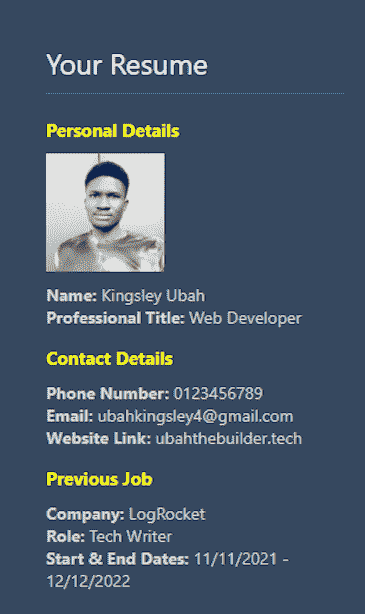 Your Resume
Personal Details
Name: Kingsley Ubah
Professional Title: Web Developer
Contact Details
Phone Number: 0123456789
Email: ubahkingsley4@gmail.com
Website Link: ubahthebuilder.tech
Previous Job
Company: LogRocket
Role: Tech Writer
Start & End Dates: 11/11/2021 -
12/12/2022